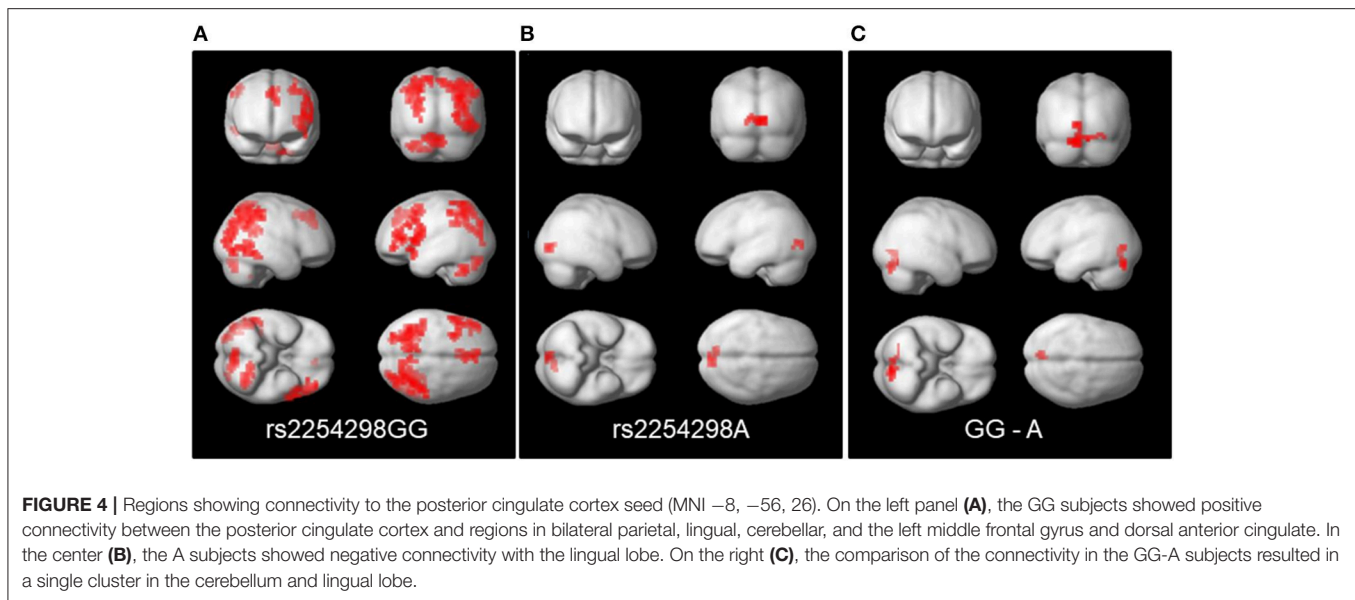 A
B
C
rs2254298GG
rs2254298A
GG - A
FIGURE 4 | Regions showing connectivity to the posterior cingulate cortex seed (MNI −8, −56, 26). On the left panel (A), the GG subjects showed positive
connectivity between the posterior cingulate cortex and regions in bilateral parietal, lingual, cerebellar, and the left middle frontal gyrus and dorsal anterior cingulate. In
the center (B), the A subjects showed negative connectivity with the lingual lobe. On the right (C), the comparison of the connectivity in the GG-A subjects resulted in
a single cluster in the cerebellum and lingual lobe.